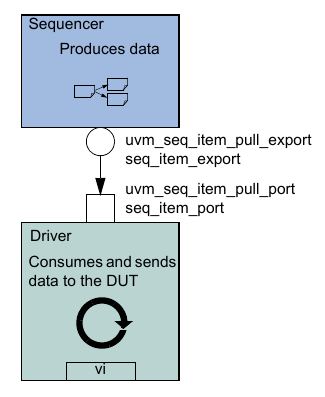 Sequencer
Produces data
uvm_seq_item_pull_export
seq_item_export
uvm_seq_item_pull_port
seq_item_port
Driver
Consumes and sends
data to the DUT
vi